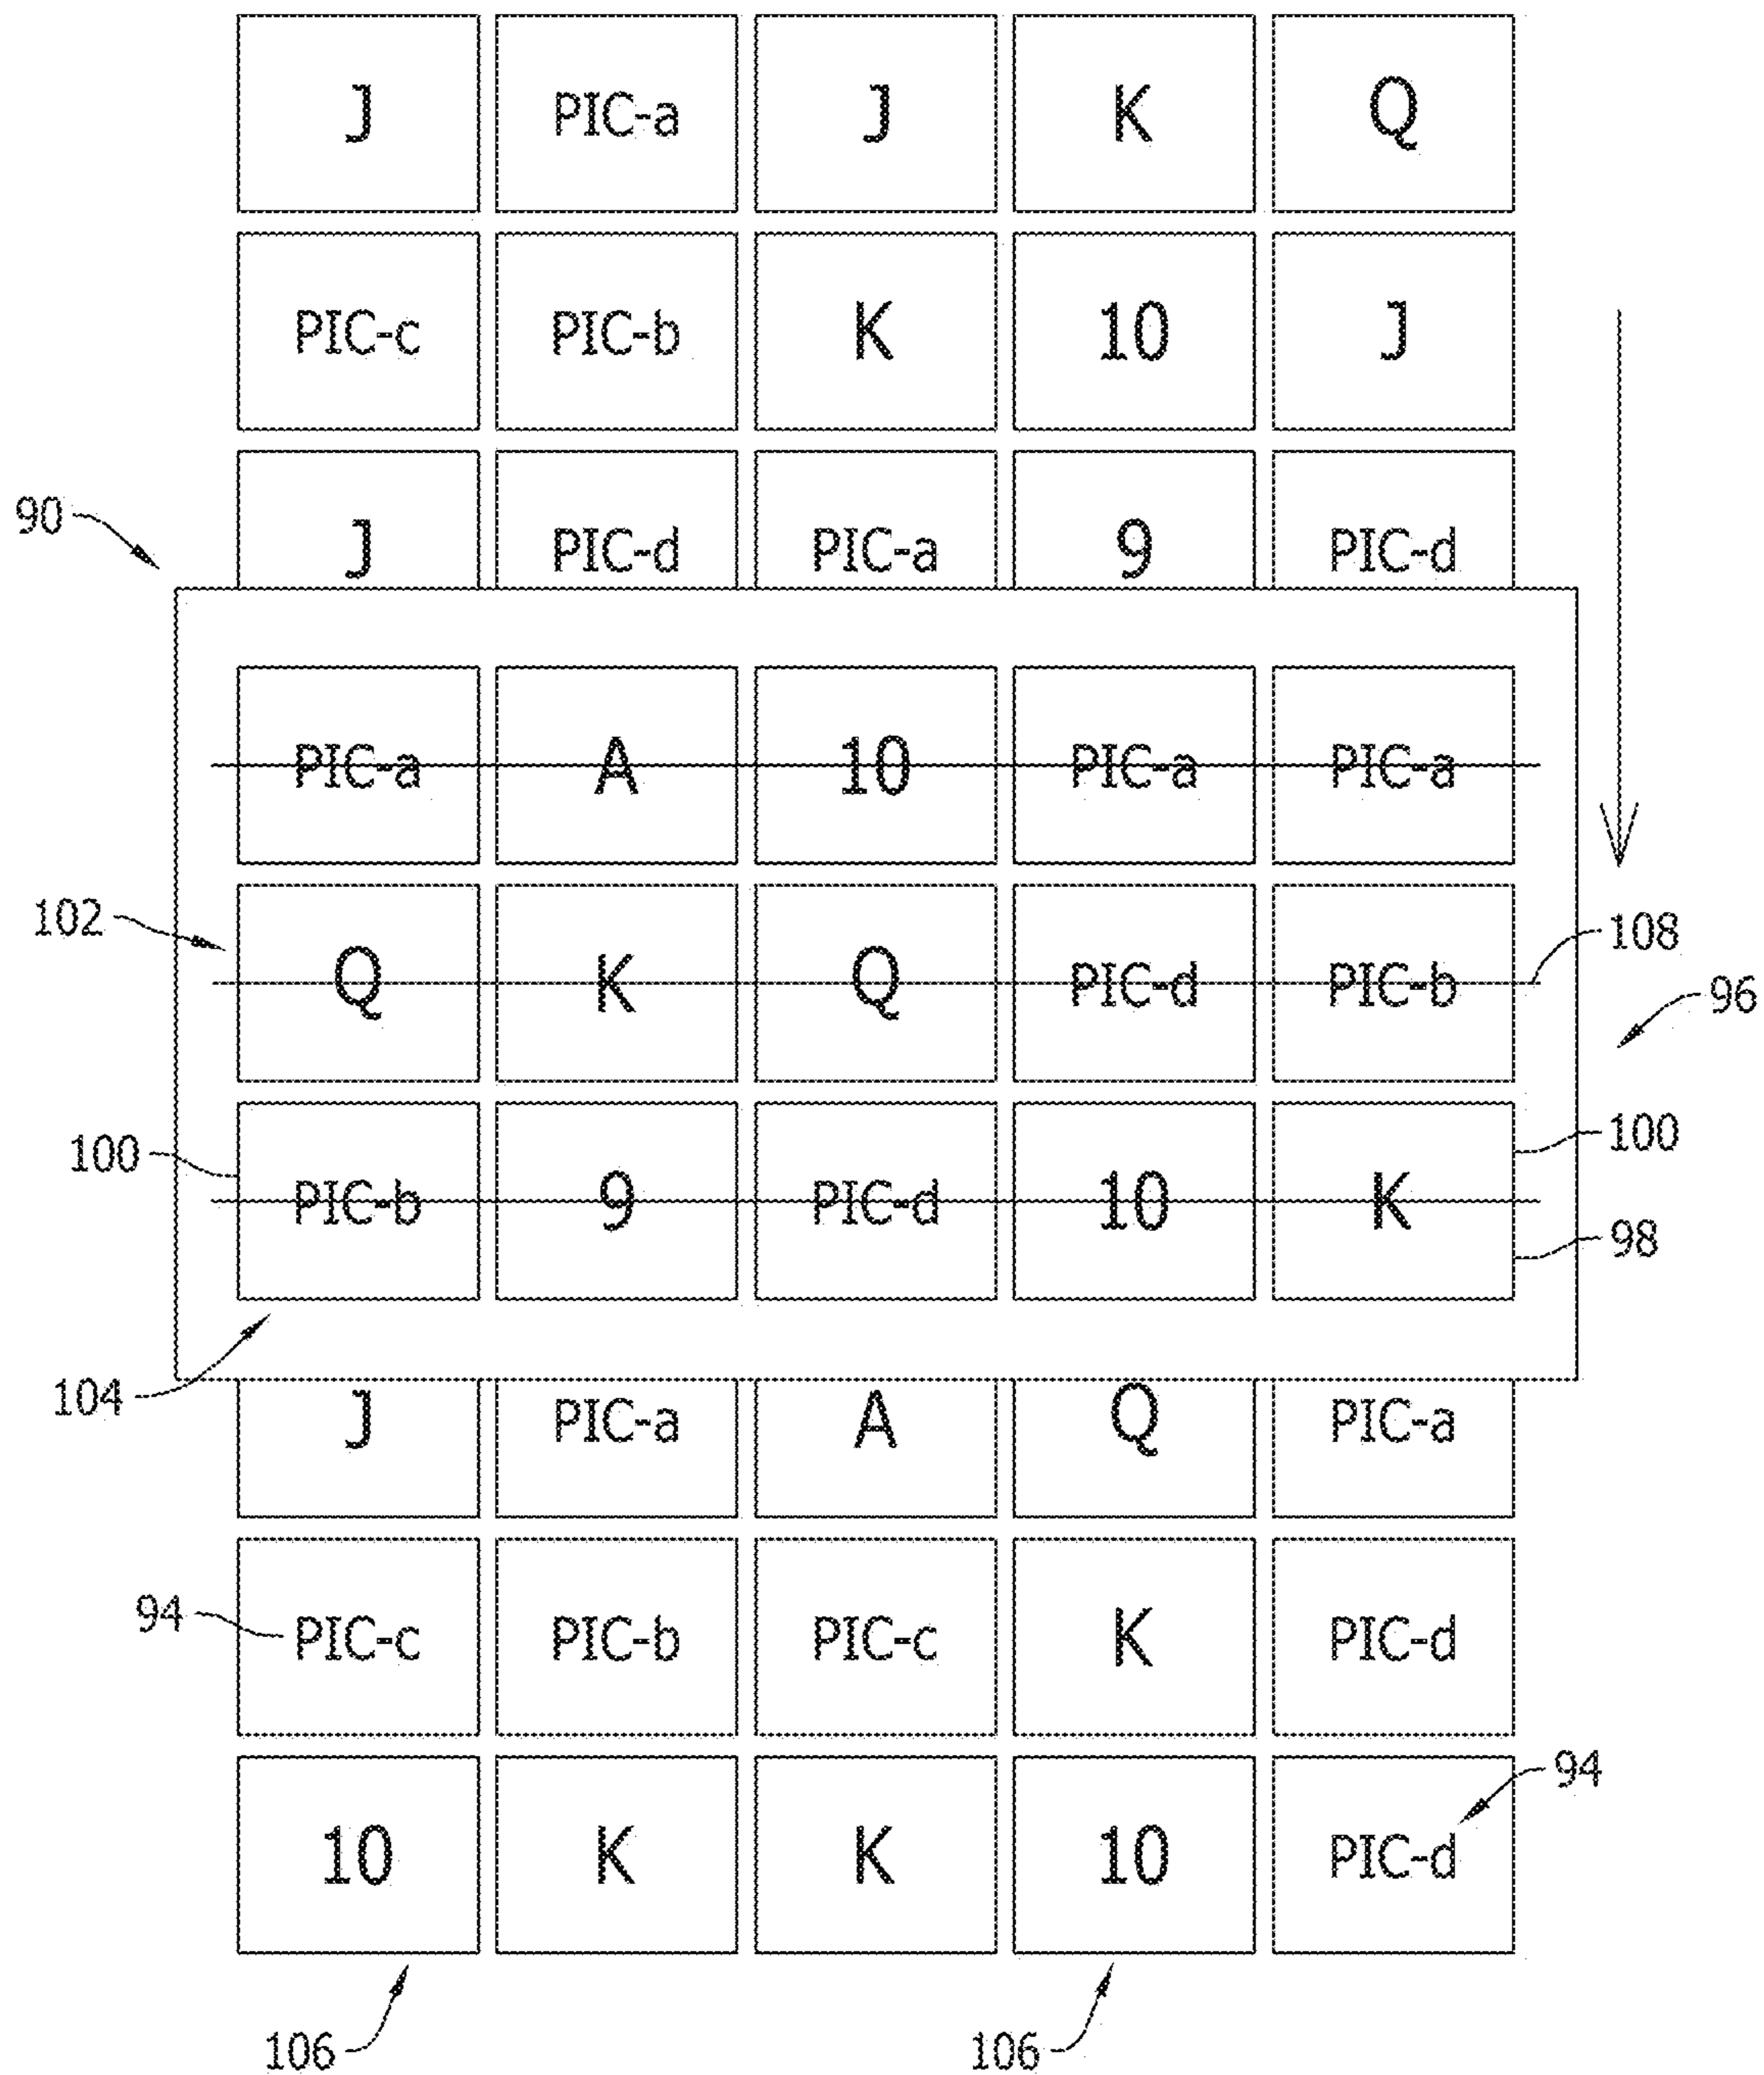 J PIC-a J K Q
PIC-c PIC-b K 10 J
90 J PIC-d PIC-a 9 PIC-d
PIC-a A 10 PIC-a PIC-a
102 Q K Q PIC-d PIC-b 108
96
100 PIC-b 9 PIC-d 10 K 100
98
104 J PIC-a A Q PIC-a
94 PIC-c PIC-b PIC-c K PIC-d
10 K K 10 PIC-d 94
106 106